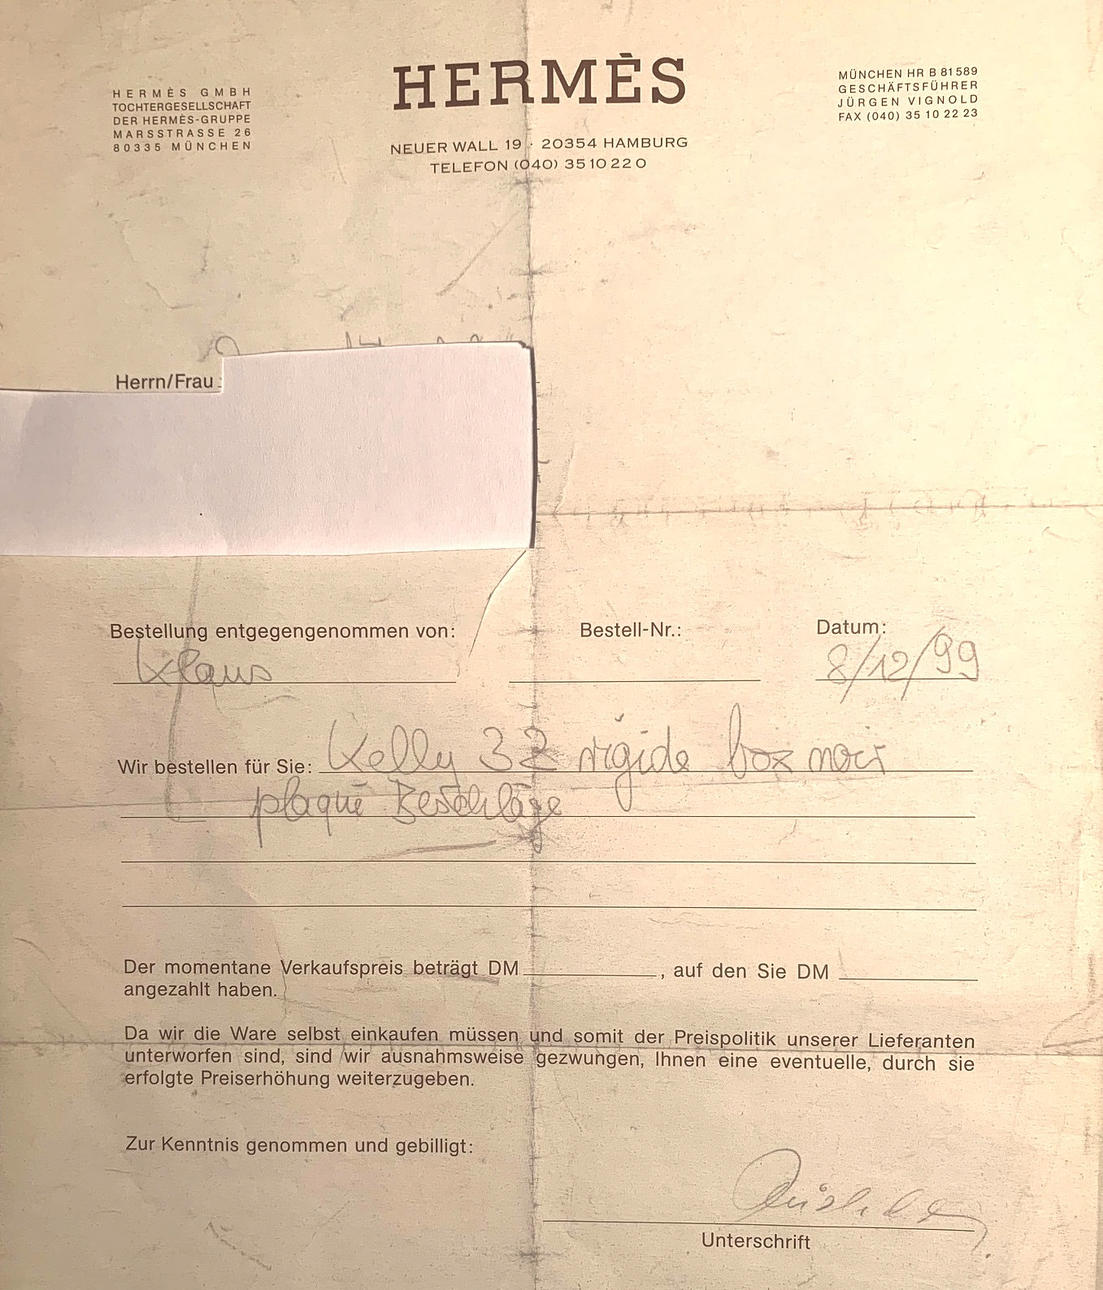 HERMÈS GMBH
TOCHTERGESELLSCHAFT
DER HERMÈS-GRUPPE
MARSSTRASSE 26
80335 MÜNCHEN
HERMÈS
NEUER WALL 19 · 20354 HAMBURG
TELEFON (040) 35 10 22 0
MÜNCHEN HR B 81 589
GESCHÄFTSFÜHRER
JÜRGEN VIGNOLD
FAX (040) 35 10 22 23
Herrn/Frau:
Bestellung entgegengenommen von:
Klaus
Bestell-Nr.:
Datum:
8/12/99
Wir bestellen für Sie: Kelly 32 rigide box noir
plaqué Beschläge
Der momentane Verkaufspreis beträgt DM , auf den Sie DM
angezahlt haben.
Da wir die Ware selbst einkaufen müssen und somit der Preispolitik unserer Lieferanten
unterworfen sind, sind wir ausnahmsweise gezwungen, Ihnen eine eventuelle, durch sie
erfolgte Preiserhöhung weiterzugeben.
Zur Kenntnis genommen und gebilligt:
Unterschrift